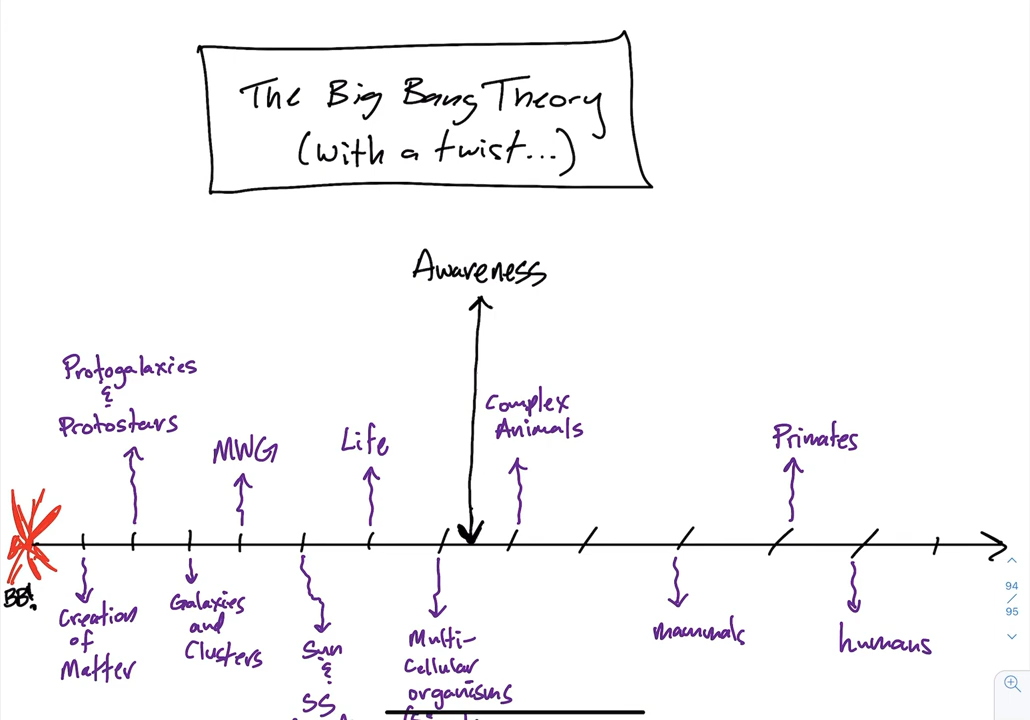 The Big Bang Theory
(with a twist...)
Awareness
Protogalaxies
&
Protostars
MWG
Life
Complex
Animals
Primates
BB!
Creation
of
Matter
Galaxies
and
Clusters
Sun
&
SS
Multi-
Cellular
organisms
mammals
humans
94
/
95